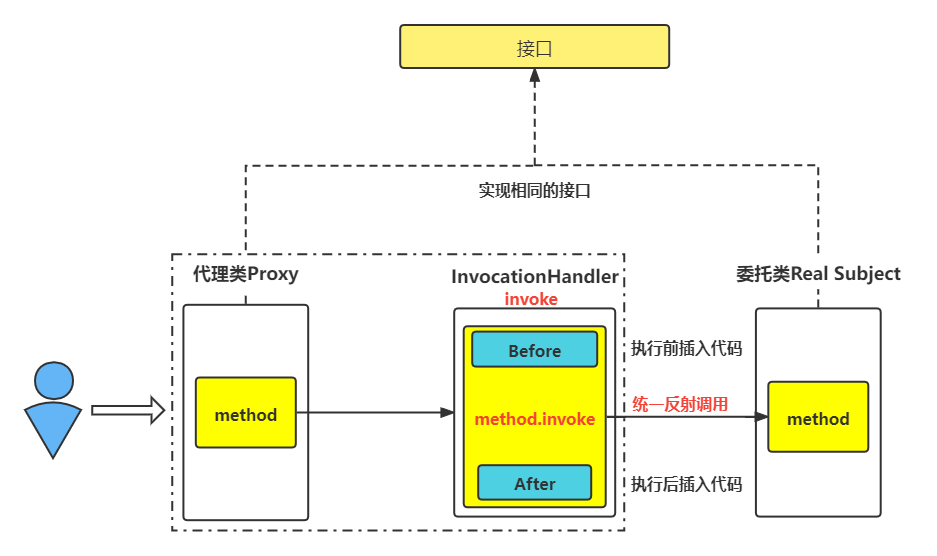 接口
实现相同的接口
代理类Proxy
InvocationHandler
invoke
委托类Real Subject
Before
执行前插入代码
method
method.invoke
统一反射调用
method
After
执行后插入代码